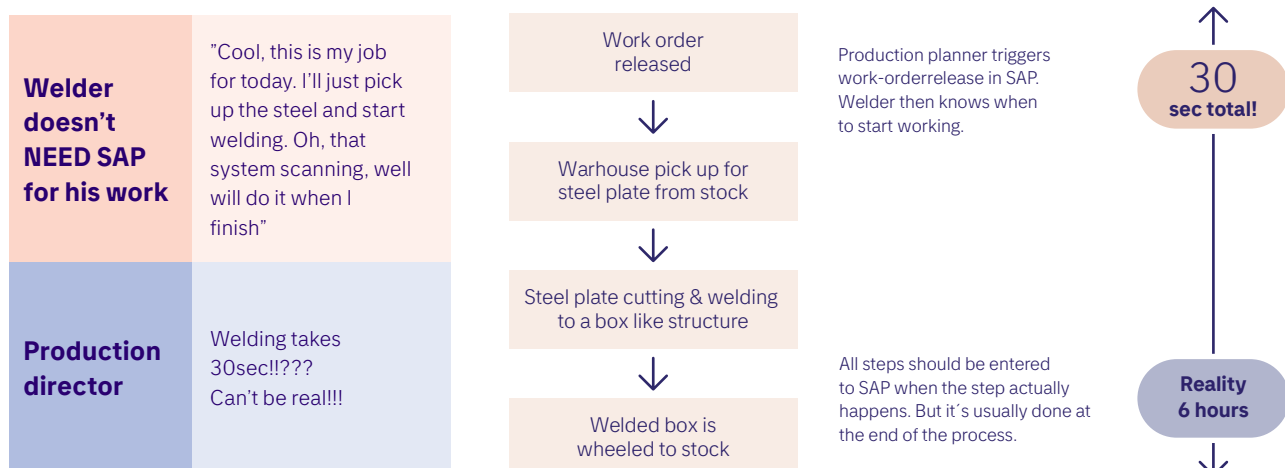 Welder
doesn’t
NEED SAP
for his work
”Cool, this is my job
for today. I’ll just pick
up the steel and start
welding. Oh, that
system scanning, well
will do it when I
finish”
Production
director
Welding takes
30sec!!???
Can’t be real!!!
Work order
released
Warhouse pick up for
steel plate from stock
Steel plate cutting & welding
to a box like structure
Welded box is
wheeled to stock
Production planner triggers
work-orderrelease in SAP.
Welder then knows when
to start working.
All steps should be entered
to SAP when the step actually
happens. But it´s usually done at
the end of the process.
30
sec total!
Reality
6 hours